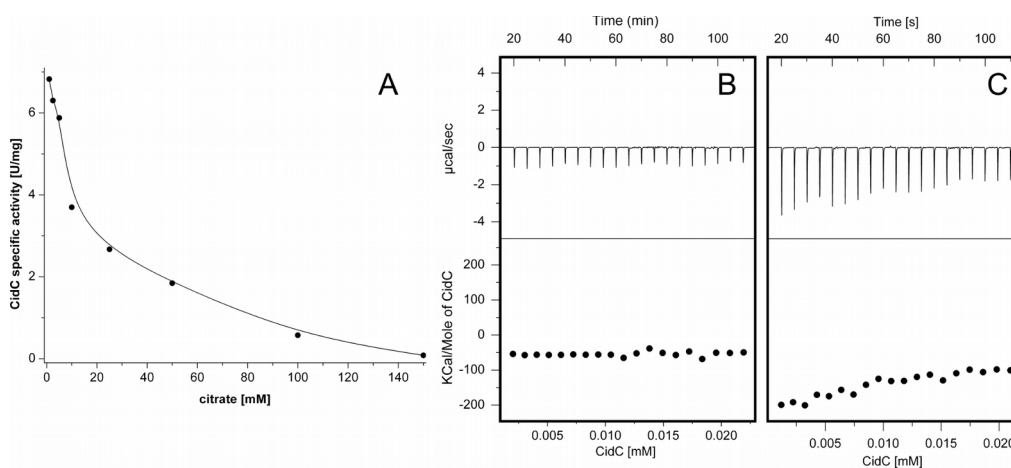 A
CidC specific activity [U/mg]
6
4
2
0
0 20 40 60 80 100 120 140
citrate [mM]
Time (min)
20 40 60 80 100
B
µcal/sec
4
2
0
-2
-4
KCal/Mole of CidC
200
100
0
-100
-200
0.005 0.010 0.015 0.020
CidC [mM]
Time [s]
20 40 60 80 100
C
0.005 0.010 0.015 0.020
CidC [mM]